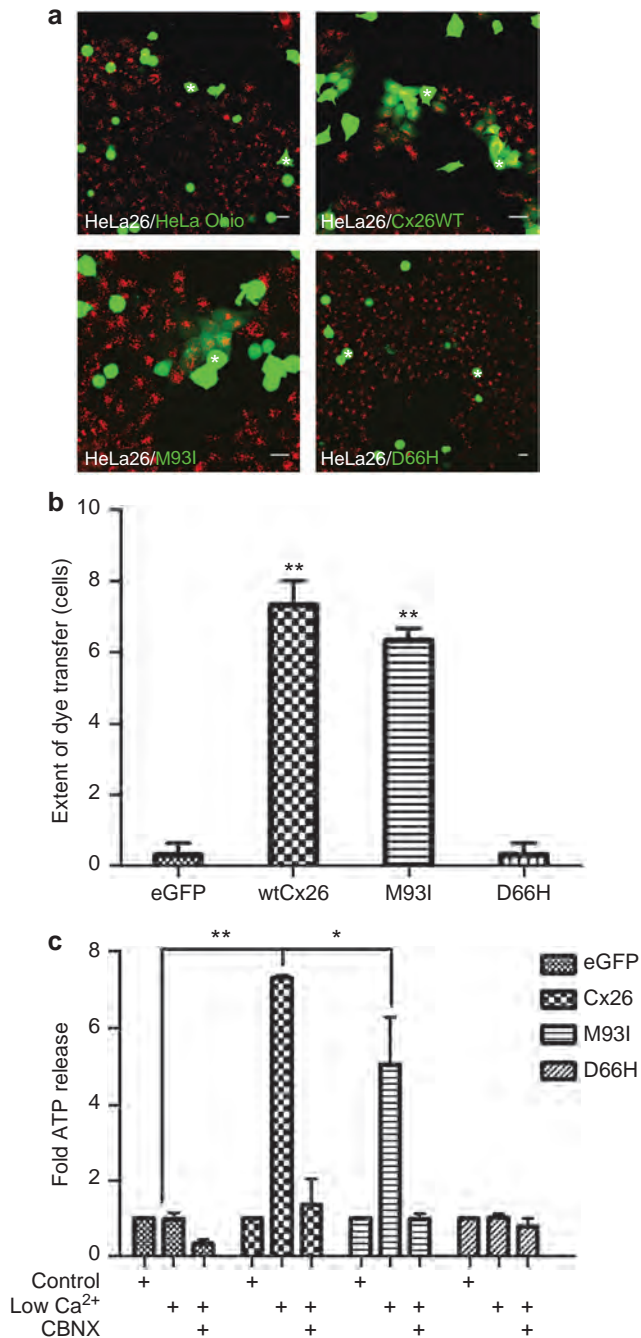 a
* *
HeLa26/HeLa Ohio
* *
HeLa26/Cx26WT
*
HeLa26/M93I
* *
HeLa26/D66H
b
Extent of dye transfer (cells)
10
8
6
4
2
0
** **
eGFP wtCx26 M93I D66H
c
Fold ATP release
8
6
4
2
0
** *
eGFP
Cx26
M93I
D66H
Control + + + +
Low Ca²⁺ + + + + + + + +
CBNX + + + +